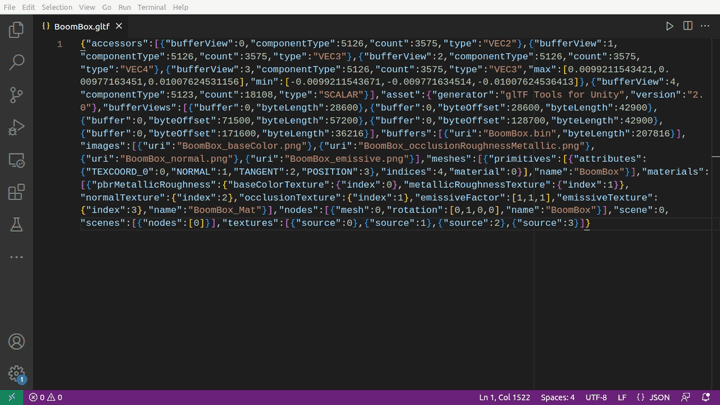 File Edit Selection View Go Run Terminal Help
{} BoomBox.gltf ×
1 {"accessors":[{"bufferView":0,"componentType":5126,"count":3575,"type":"VEC2"},{"bufferView":1,
"componentType":5126,"count":3575,"type":"VEC3"},{"bufferView":2,"componentType":5126,"count":3575,
"type":"VEC4"},{"bufferView":3,"componentType":5126,"count":3575,"type":"VEC3","max":[0.0099211543421,0.
00977163451,0.01007624531156],"min":[-0.0099211543671,-0.00977163634514,-0.01007624536413]},{"bufferView":4,
"componentType":5123,"count":18108,"type":"SCALAR"}],"asset":{"generator":"glTF Tools for Unity","version":"2.
0"},"bufferViews":[{"buffer":0,"byteLength":28600},{"buffer":0,"byteOffset":28600,"byteLength":42900},
{"buffer":0,"byteOffset":71500,"byteLength":57200},{"buffer":0,"byteOffset":128700,"byteLength":42900},
{"buffer":0,"byteOffset":171600,"byteLength":36216}],"buffers":[{"uri":"BoomBox.bin","byteLength":207816}],
"images":[{"uri":"BoomBox_baseColor.png"},{"uri":"BoomBox_occlusionRoughnessMetallic.png"},
{"uri":"BoomBox_normal.png"},{"uri":"BoomBox_emissive.png"}],"meshes":[{"primitives":[{"attributes":
{"TEXCOORD_0":0,"NORMAL":1,"TANGENT":2,"POSITION":3},"indices":4,"material":0}],"name":"BoomBox"}],"materials":
[{"pbrMetallicRoughness":{"baseColorTexture":{"index":0},"metallicRoughnessTexture":{"index":1}},
"normalTexture":{"index":2},"occlusionTexture":{"index":1},"emissiveFactor":[1,1,1],"emissiveTexture":
{"index":3},"name":"BoomBox_Mat"}],"nodes":[{"mesh":0,"rotation":[0,1,0,0],"name":"BoomBox"}],"scene":0,
"scenes":[{"nodes":[0]}],"textures":[{"source":0},{"source":1},{"source":2},{"source":3}]}
1
0 0 Ln 1, Col 1522 Spaces: 4 UTF-8 LF {} JSON